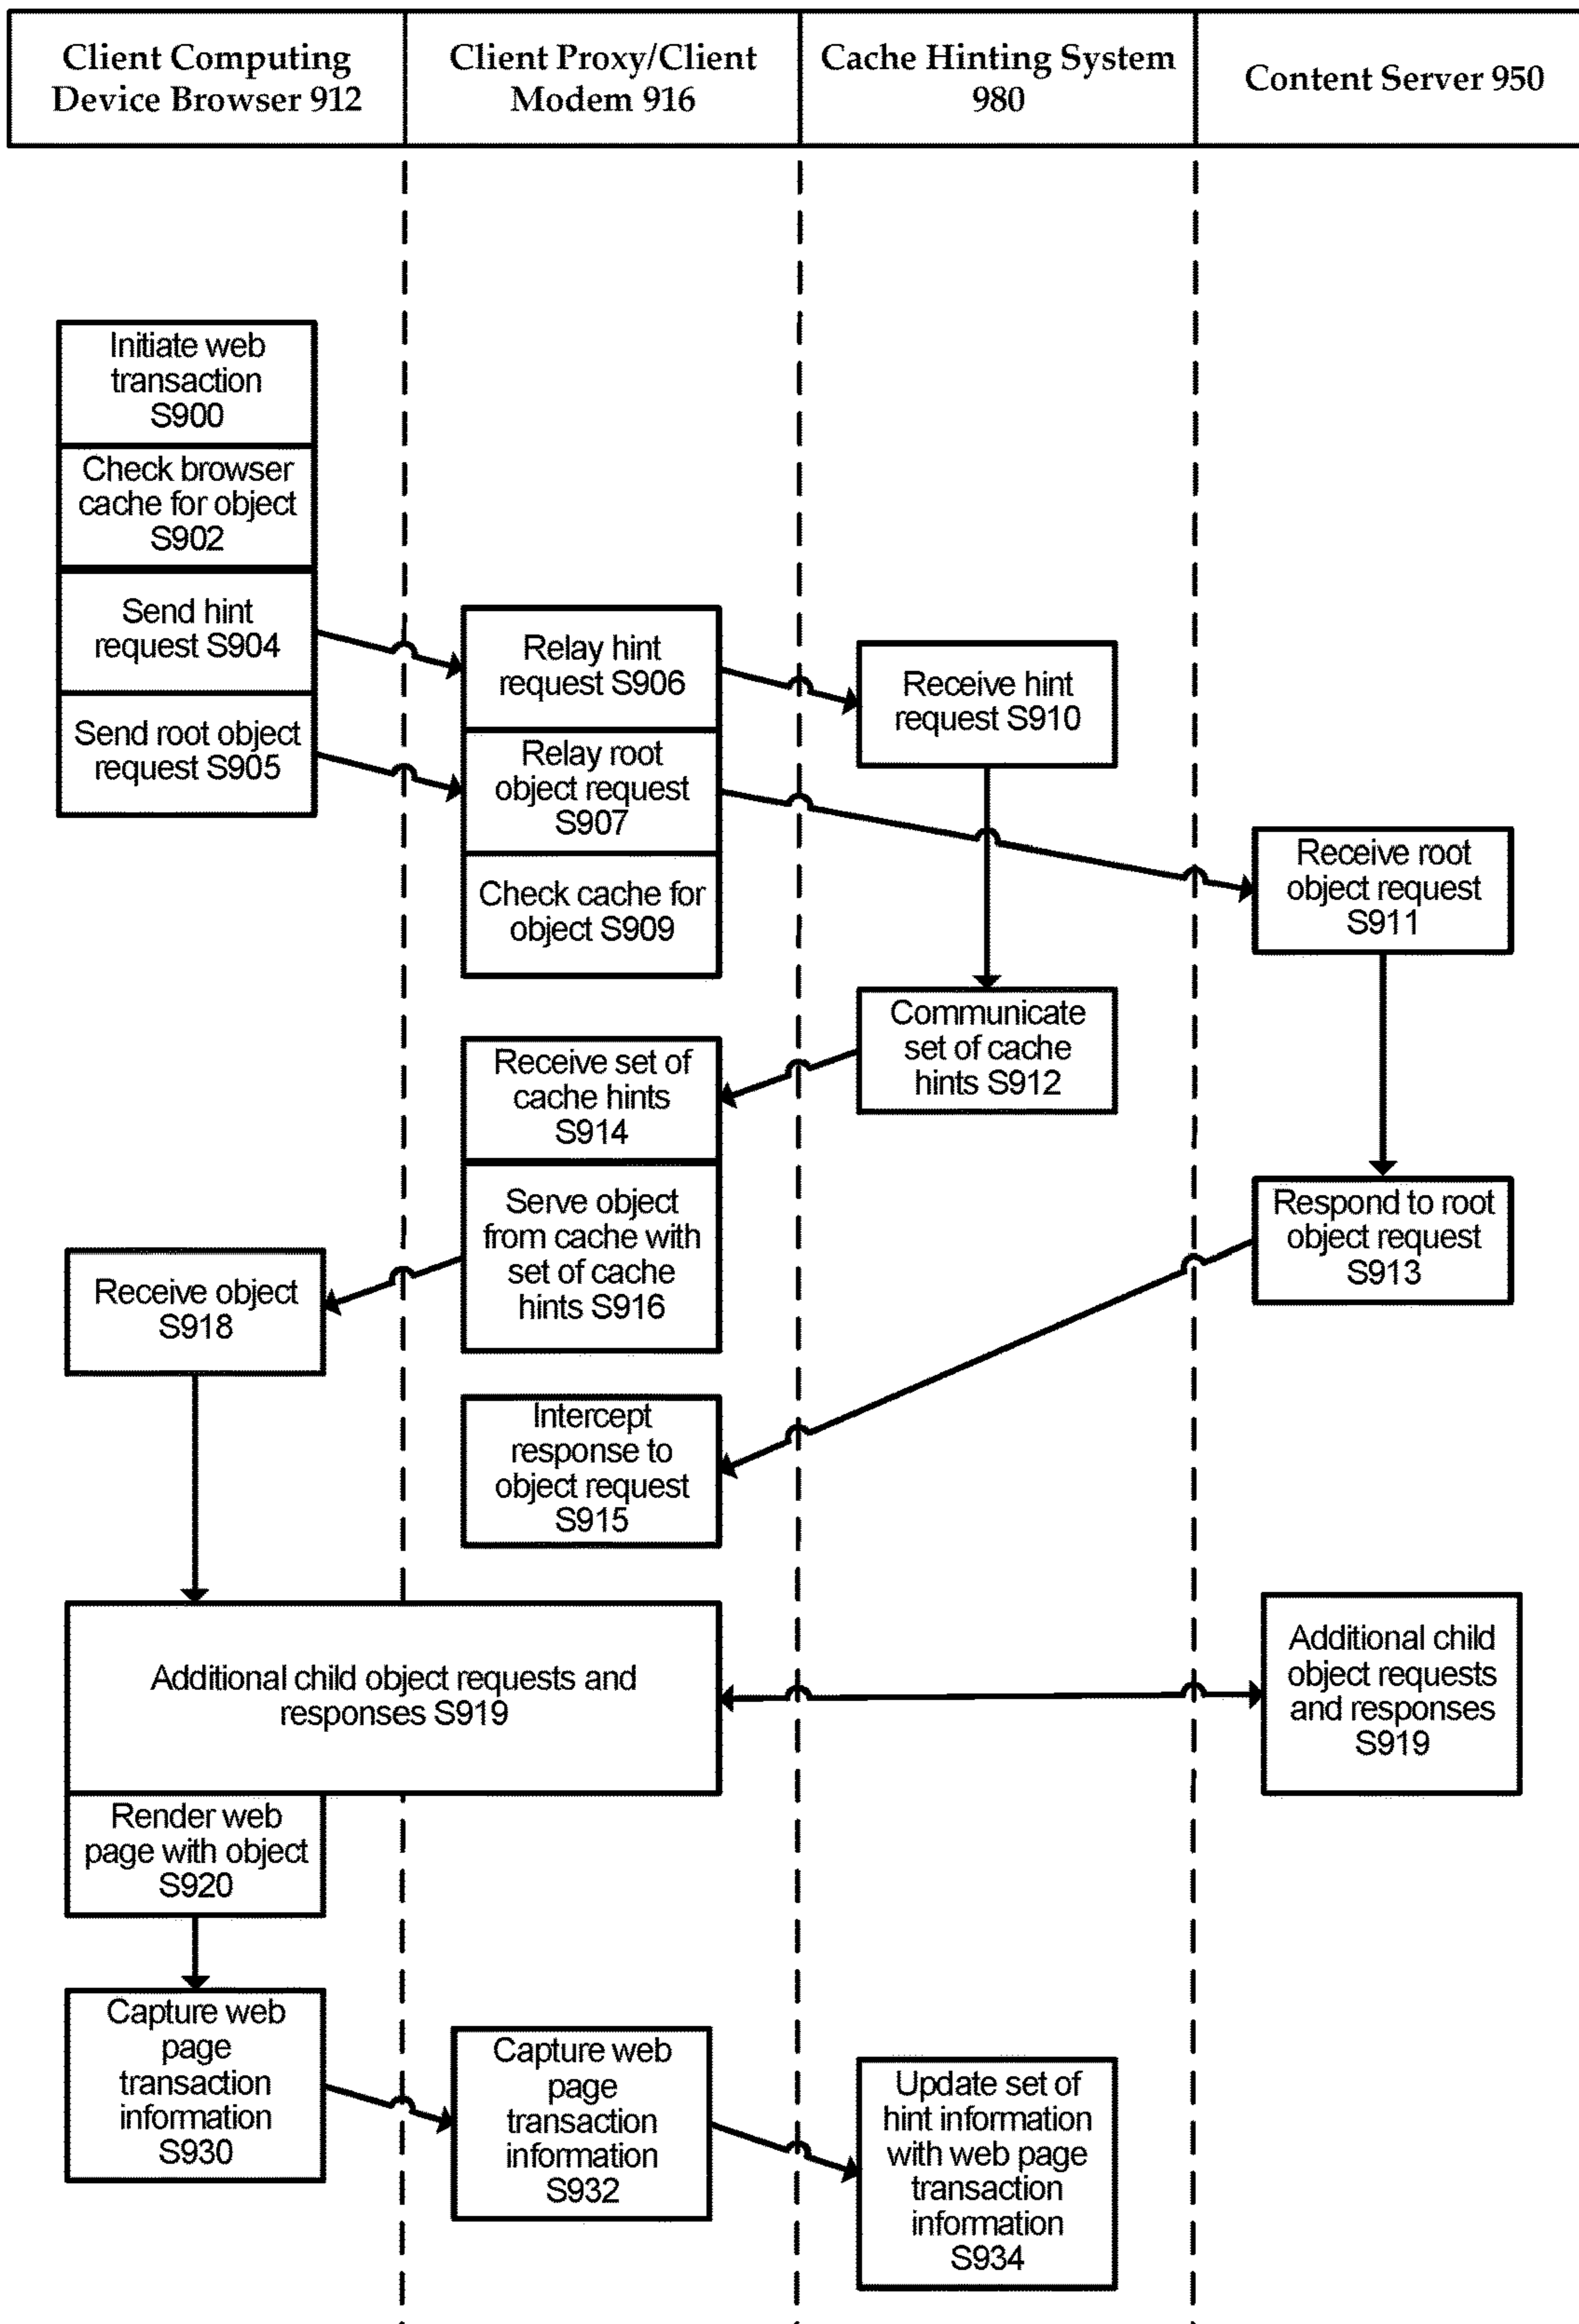 Client Computing
Device Browser 912
Client Proxy/Client
Modem 916
Cache Hinting System
980
Content Server 950
Initiate web
transaction
S900
Check browser
cache for object
S902
Send hint
request S904
Send root object
request S905
Relay hint
request S906
Relay root
object request
S907
Check cache for
object S909
Receive hint
request S910
Receive root
object request
S911
Communicate
set of cache
hints S912
Receive set of
cache hints
S914
Serve object
from cache with
set of cache
hints S916
Respond to root
object request
S913
Receive object
S918
Intercept
response to
object request
S915
Additional child object requests and
responses S919
Additional child
object requests
and responses
S919
Render web
page with object
S920
Capture web
page
transaction
information
S930
Capture web
page
transaction
information
S932
Update set of
hint information
with web page
transaction
information
S934